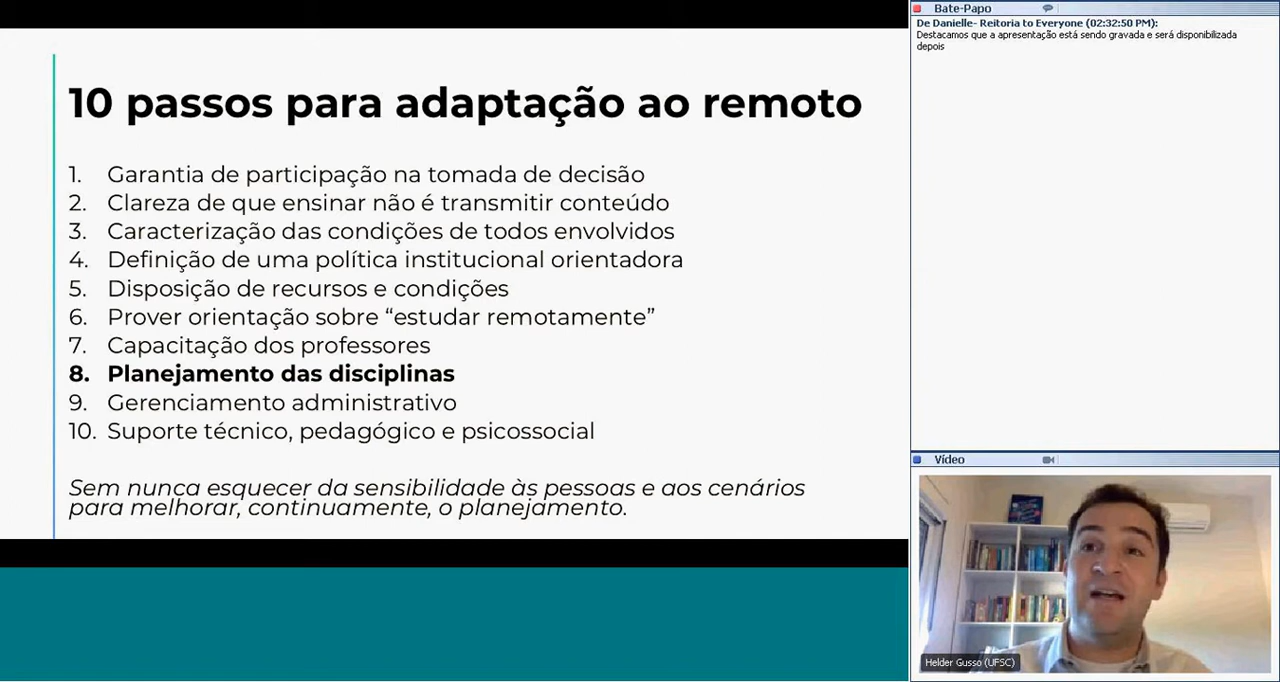 10 passos para adaptação ao remoto
1. Garantia de participação na tomada de decisão
2. Clareza de que ensinar não é transmitir conteúdo
3. Caracterização das condições de todos envolvidos
4. Definição de uma política institucional orientadora
5. Disposição de recursos e condições
6. Prover orientação sobre “estudar remotamente”
7. Capacitação dos professores
8. Planejamento das disciplinas
9. Gerenciamento administrativo
10. Suporte técnico, pedagógico e psicossocial
Sem nunca esquecer da sensibilidade às pessoas e aos cenários
para melhorar, continuamente, o planejamento.
Bate-Papo
De Danielle- Reitoria to Everyone (02:32:50 PM):
Destacamos que a apresentação está sendo gravada e será disponibilizada
depois
Vídeo
Helder Gusso (UFSC)